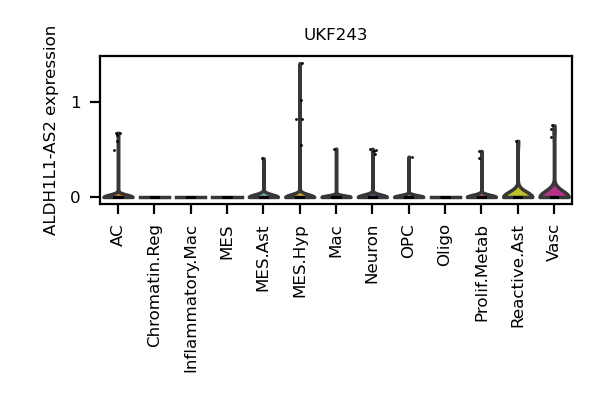 UKF243
ALDH1L1-AS2 expression
1
0
AC
Chromatin.Reg
Inflammatory.Mac
MES
MES.Ast
MES.Hyp
Mac
Neuron
OPC
Oligo
Prolif.Metab
Reactive.Ast
Vasc